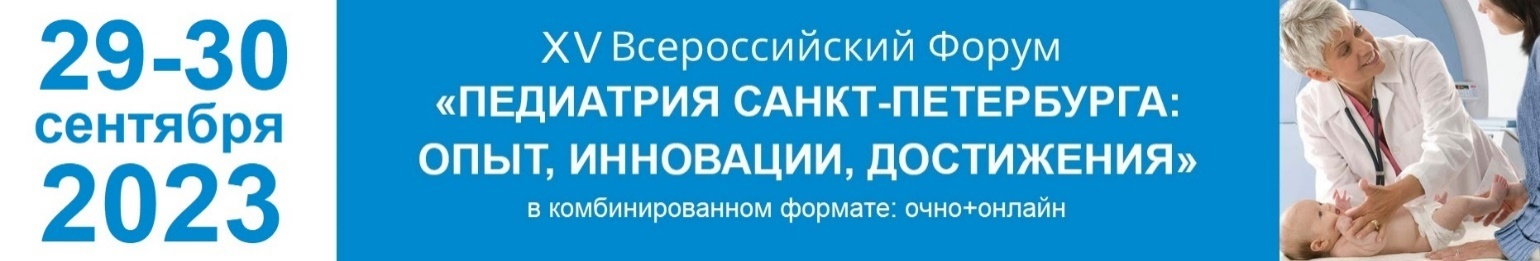 29-30
сентября
2023
XV Всероссийский Форум
«ПЕДИАТРИЯ САНКТ-ПЕТЕРБУРГА:
ОПЫТ, ИННОВАЦИИ, ДОСТИЖЕНИЯ»
в комбинированном формате: очно+онлайн